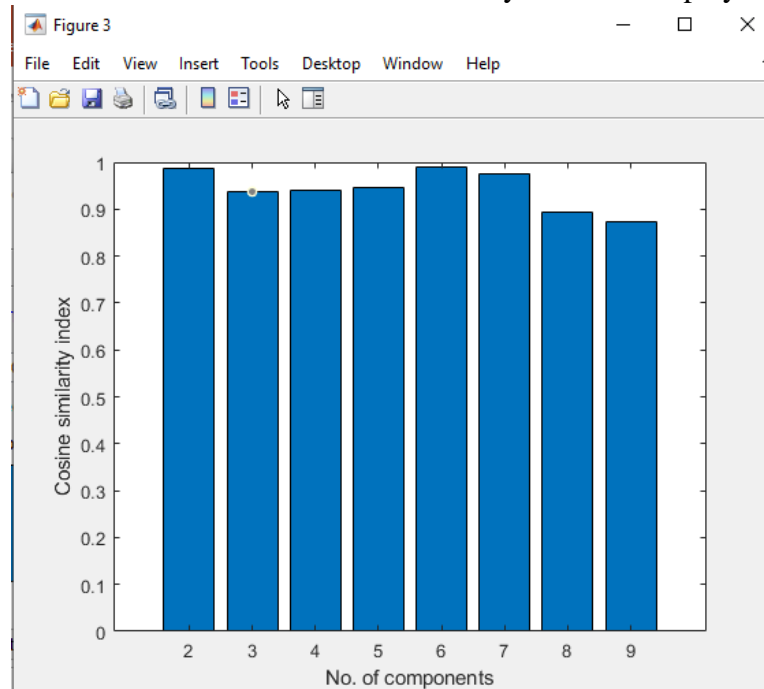 Figure 3
File Edit View Insert Tools Desktop Window Help
1
0.9
0.8
0.7
0.6
0.5
0.4
0.3
0.2
0.1
0
Cosine similarity index
2 3 4 5 6 7 8 9
No. of components